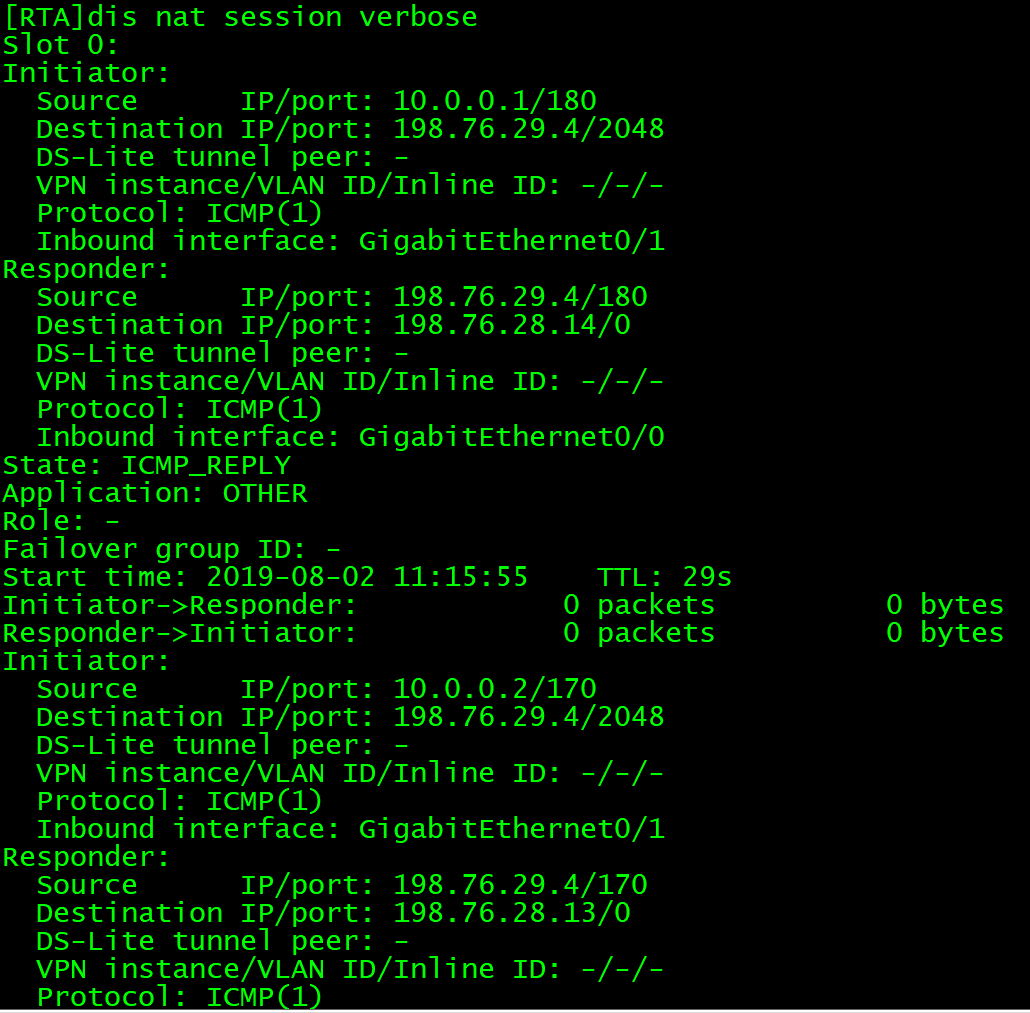 [RTA]dis nat session verbose
Slot 0:
Initiator:
  Source      IP/port: 10.0.0.1/180
  Destination IP/port: 198.76.29.4/2048
  DS-Lite tunnel peer: -
  VPN instance/VLAN ID/Inline ID: -/-/-
  Protocol: ICMP(1)
  Inbound interface: GigabitEthernet0/1
Responder:
  Source      IP/port: 198.76.29.4/180
  Destination IP/port: 198.76.28.14/0
  DS-Lite tunnel peer: -
  VPN instance/VLAN ID/Inline ID: -/-/-
  Protocol: ICMP(1)
  Inbound interface: GigabitEthernet0/0
State: ICMP_REPLY
Application: OTHER
Role: -
Failover group ID: -
Start time: 2019-08-02 11:15:55    TTL: 29s
Initiator->Responder:            0 packets          0 bytes
Responder->Initiator:            0 packets          0 bytes
Initiator:
  Source      IP/port: 10.0.0.2/170
  Destination IP/port: 198.76.29.4/2048
  DS-Lite tunnel peer: -
  VPN instance/VLAN ID/Inline ID: -/-/-
  Protocol: ICMP(1)
  Inbound interface: GigabitEthernet0/1
Responder:
  Source      IP/port: 198.76.29.4/170
  Destination IP/port: 198.76.28.13/0
  DS-Lite tunnel peer: -
  VPN instance/VLAN ID/Inline ID: -/-/-
  Protocol: ICMP(1)